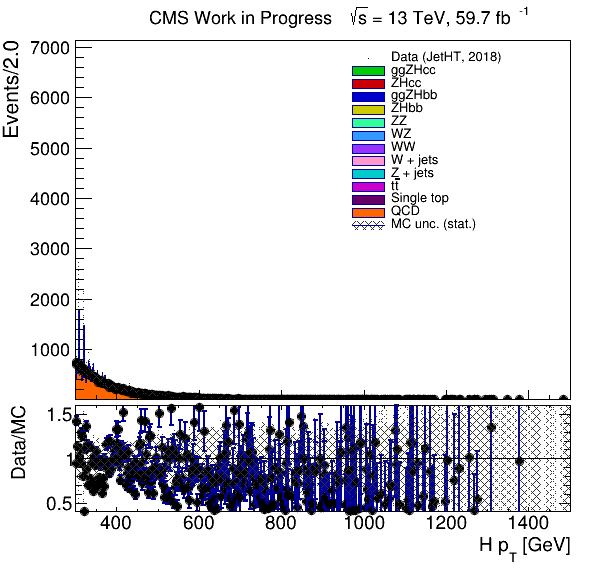 CMS Work in Progress √s = 13 TeV, 59.7 fb⁻¹
Events/2.0
7000
6000
5000
4000
3000
2000
1000
Data (JetHT, 2018)
ggZHcc
ZHcc
ggZHbb
ZHbb
ZZ
WZ
WW
W + jets
Z + jets
tt̅
Single top
QCD
MC unc. (stat.)
Data/MC
1.5
1
0.5
400 600 800 1000 1200 1400
H p_T [GeV]